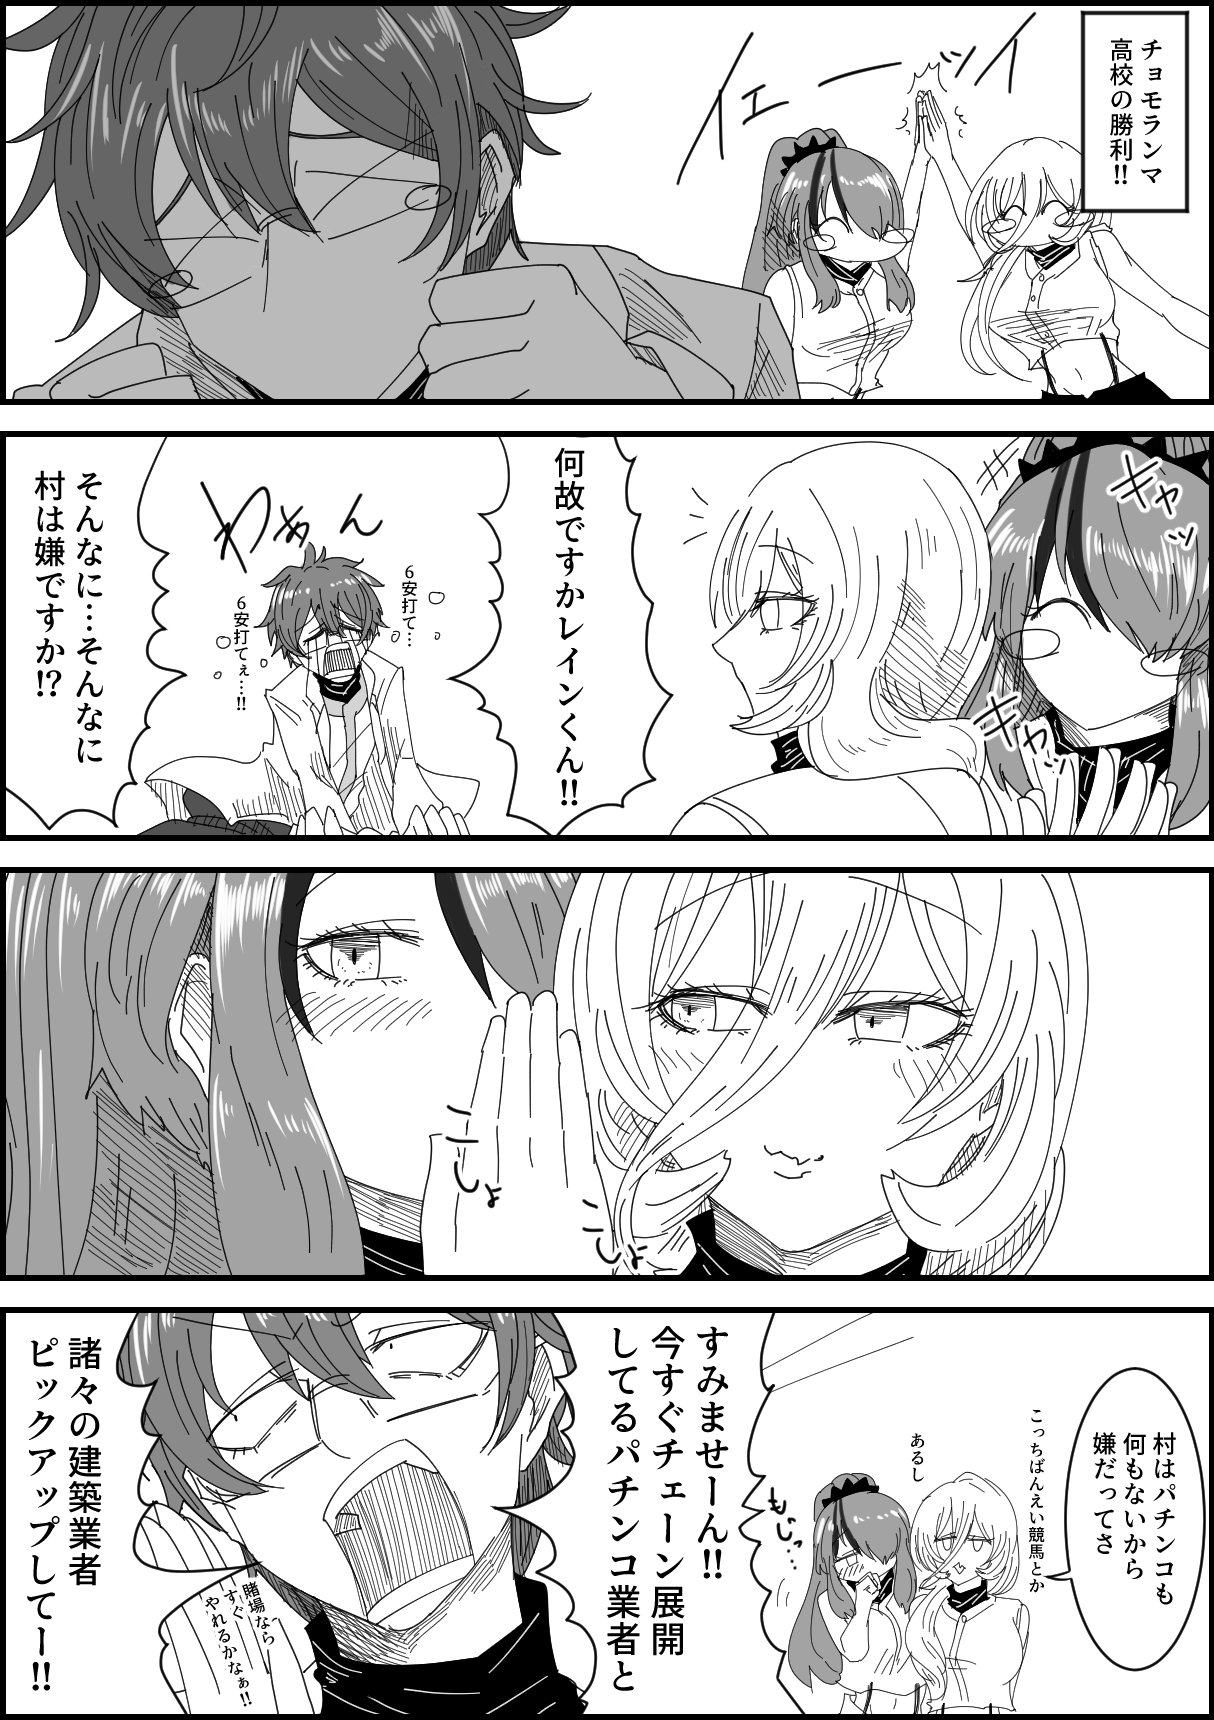 チョモランマ
高校の勝利!!
イエーーッツイ
キャッ
キャッ
何故ですかレインくん!!
わぁぁん
6安打て…
6安打てぇ…!!
そんなに…そんなに
村は嫌ですか!?
こしょ
こしょ
村はパチンコも
何もないから
嫌だってさ
こっちばんえい競馬とか
あるし
もじ…
すみませーん!!
今すぐチェーン展開
してるパチンコ業者と
賭場なら
すぐ
やれるかなぁ!!
諸々の建築業者
ピックアップしてー!!